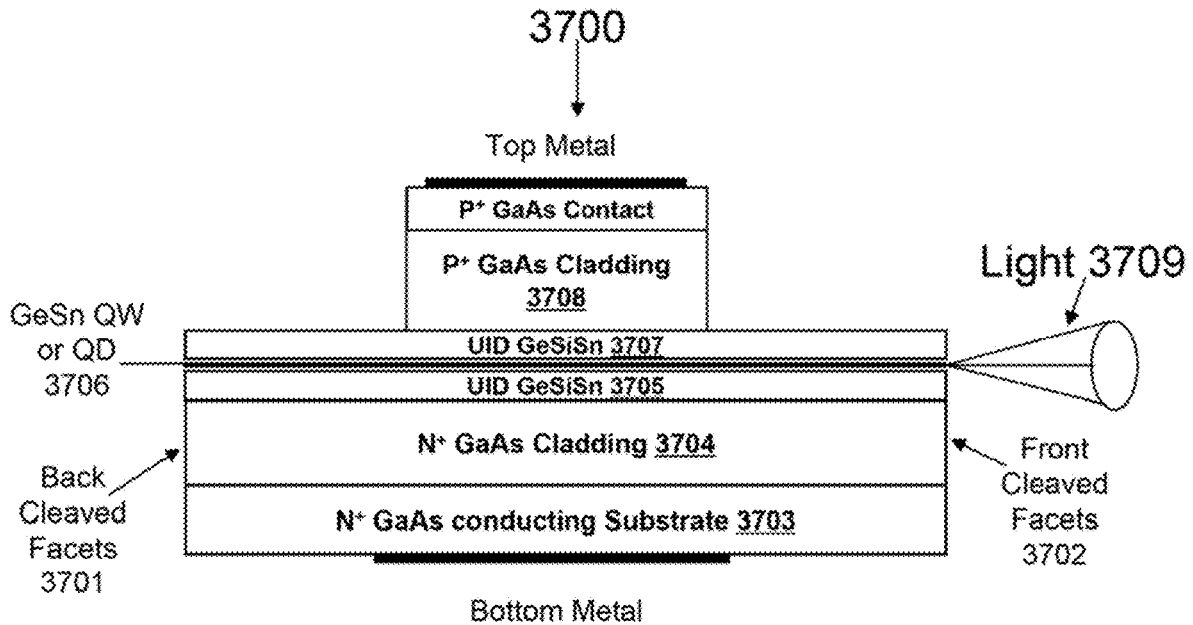 3700
Top Metal
P⁺ GaAs Contact
P⁺ GaAs Cladding
3708
Light 3709
GeSn QW
or QD
3706
UID GeSiSn 3707
UID GeSiSn 3705
N⁺ GaAs Cladding 3704
Back
Cleaved
Facets
3701
Front
Cleaved
Facets
3702
N⁺ GaAs conducting Substrate 3703
Bottom Metal